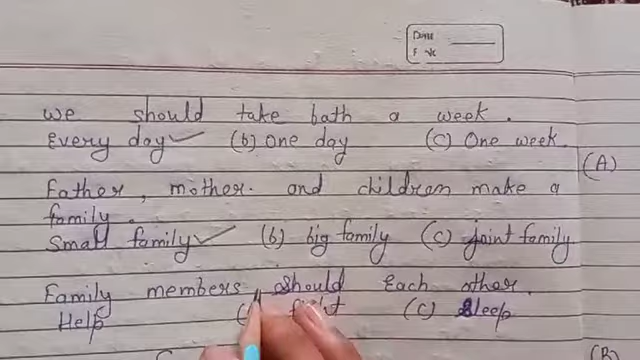 Date
P. No.
we should take bath a week.
Every day✓ (b) One day (c) One week.
(A)
Father, mother. and children make a
family.
Small family✓ (b) big family (c) joint family
Family members, should Each other.
Help fight (c) Sleep
(B)